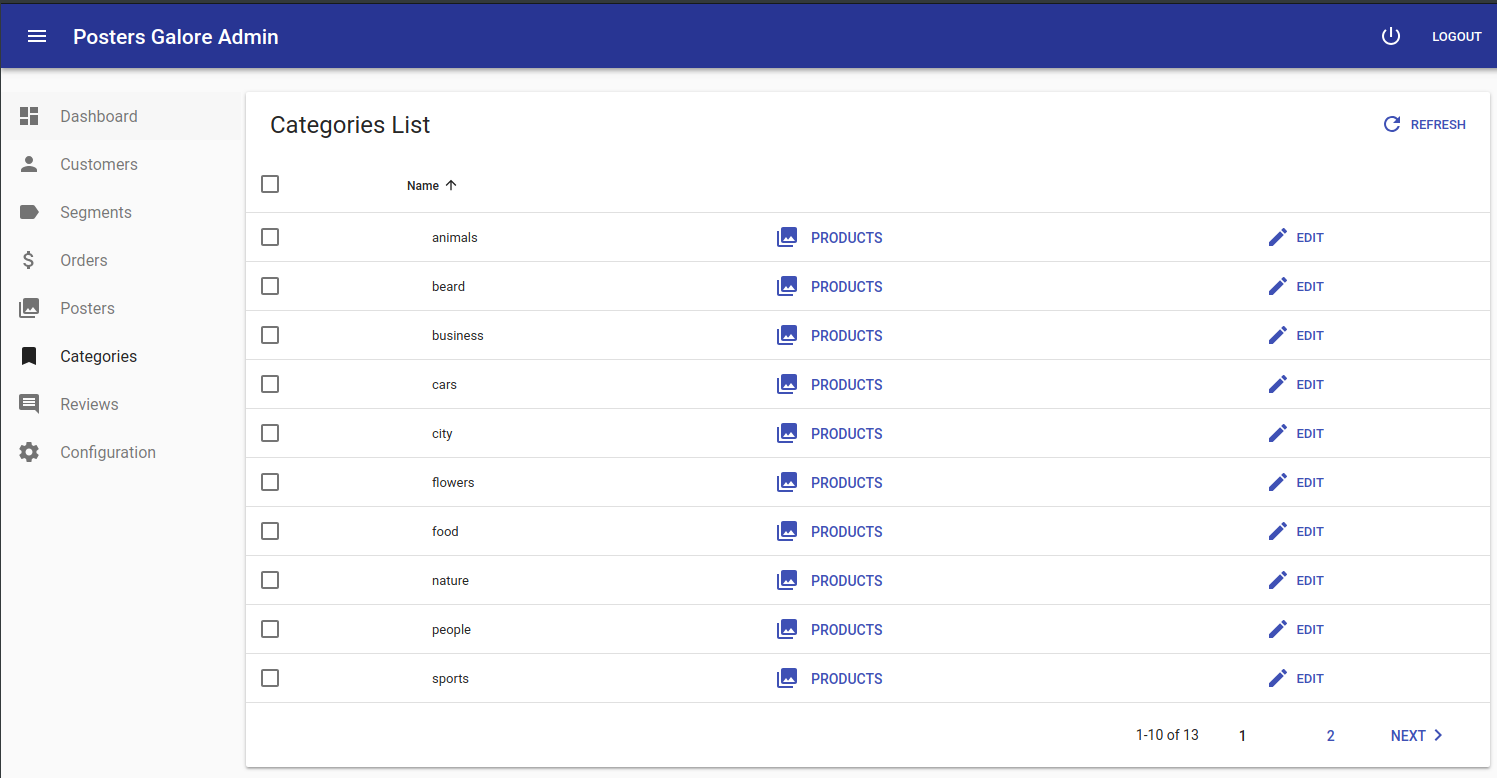 Posters Galore Admin
LOGOUT
Dashboard
Customers
Segments
Orders
Posters
Categories
Reviews
Configuration
Categories List
REFRESH
Name
animals PRODUCTS EDIT
beard PRODUCTS EDIT
business PRODUCTS EDIT
cars PRODUCTS EDIT
city PRODUCTS EDIT
flowers PRODUCTS EDIT
food PRODUCTS EDIT
nature PRODUCTS EDIT
people PRODUCTS EDIT
sports PRODUCTS EDIT
1-10 of 13 1 2 NEXT